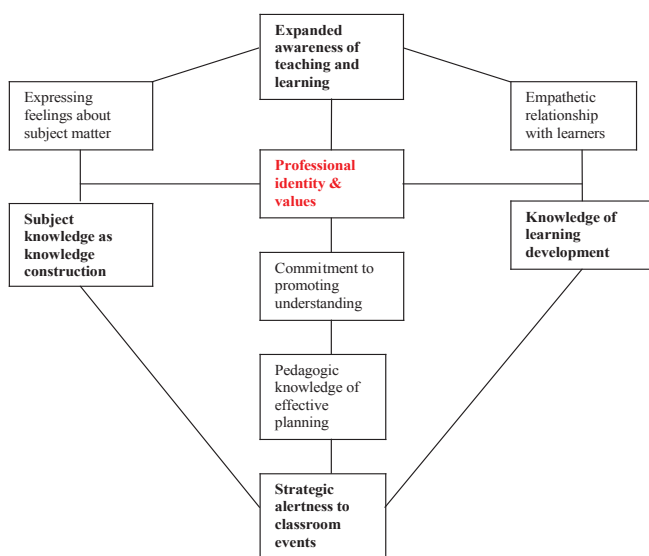 Expanded
awareness of
teaching and
learning
Expressing
feelings about
subject matter
Empathetic
relationship
with learners
Professional
identity &
values
Subject
knowledge as
knowledge
construction
Knowledge of
learning
development
Commitment to
promoting
understanding
Pedagogic
knowledge of
effective
planning
Strategic
alertness to
classroom
events